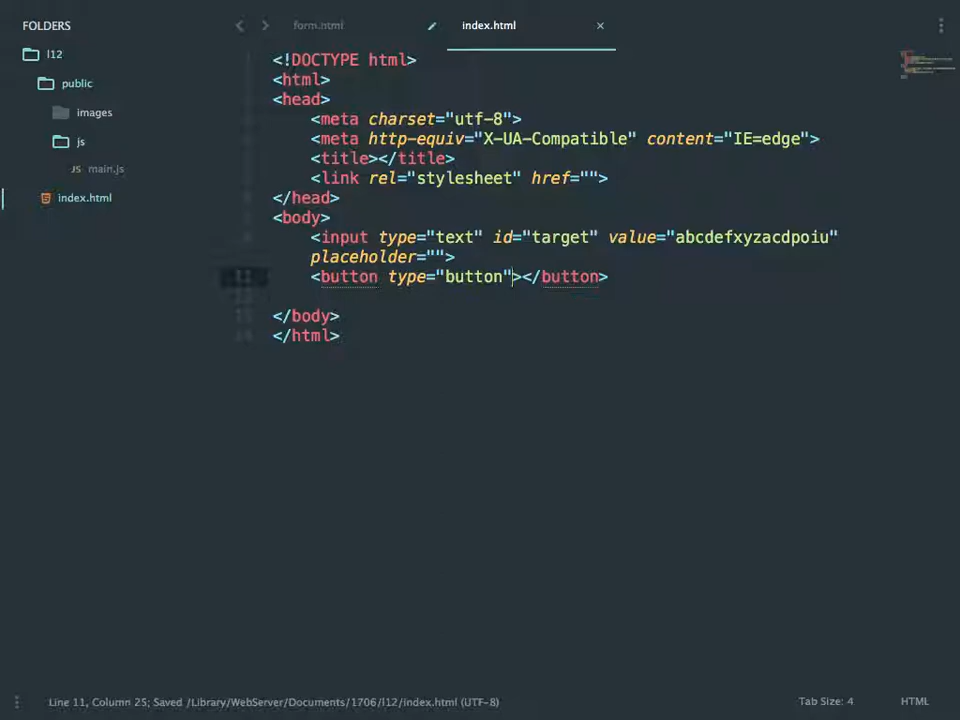 FOLDERS
l12
public
images
js
JS main.js
index.html
form.html
index.html ×
<!DOCTYPE html>
<html>
<head>
<meta charset="utf-8">
<meta http-equiv="X-UA-Compatible" content="IE=edge">
<title></title>
<link rel="stylesheet" href="">
</head>
<body>
<input type="text" id="target" value="abcdefxyzacdpoiu"
placeholder="">
<button type="button"></button>
</body>
</html>
Line 11, Column 25; Saved /Library/WebServer/Documents/1706/l12/index.html (UTF-8)
Tab Size: 4
HTML